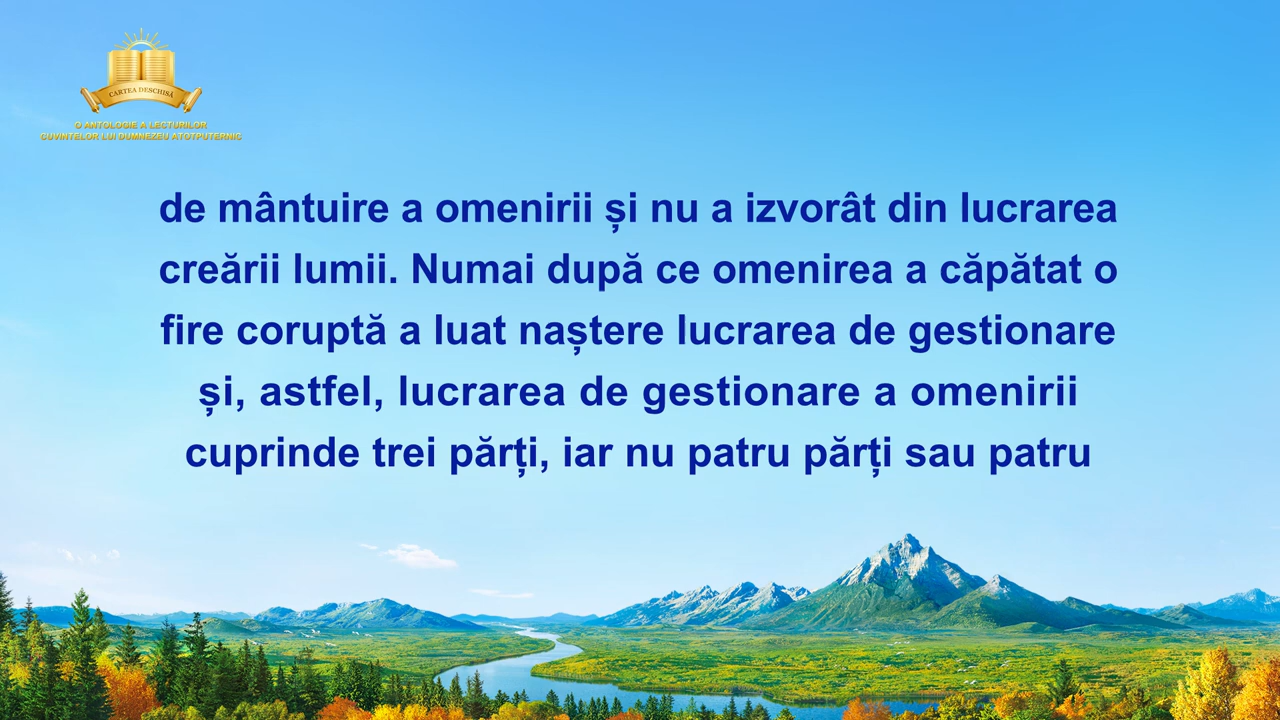 CARTEA DESCHISĂ
O ANTOLOGIE A LECTURILOR
CUVINTELOR LUI DUMNEZEU ATOTPUTERNIC
de mântuire a omenirii și nu a izvorât din lucrarea
creării lumii. Numai după ce omenirea a căpătat o
fire coruptă a luat naștere lucrarea de gestionare
și, astfel, lucrarea de gestionare a omenirii
cuprinde trei părți, iar nu patru părți sau patru